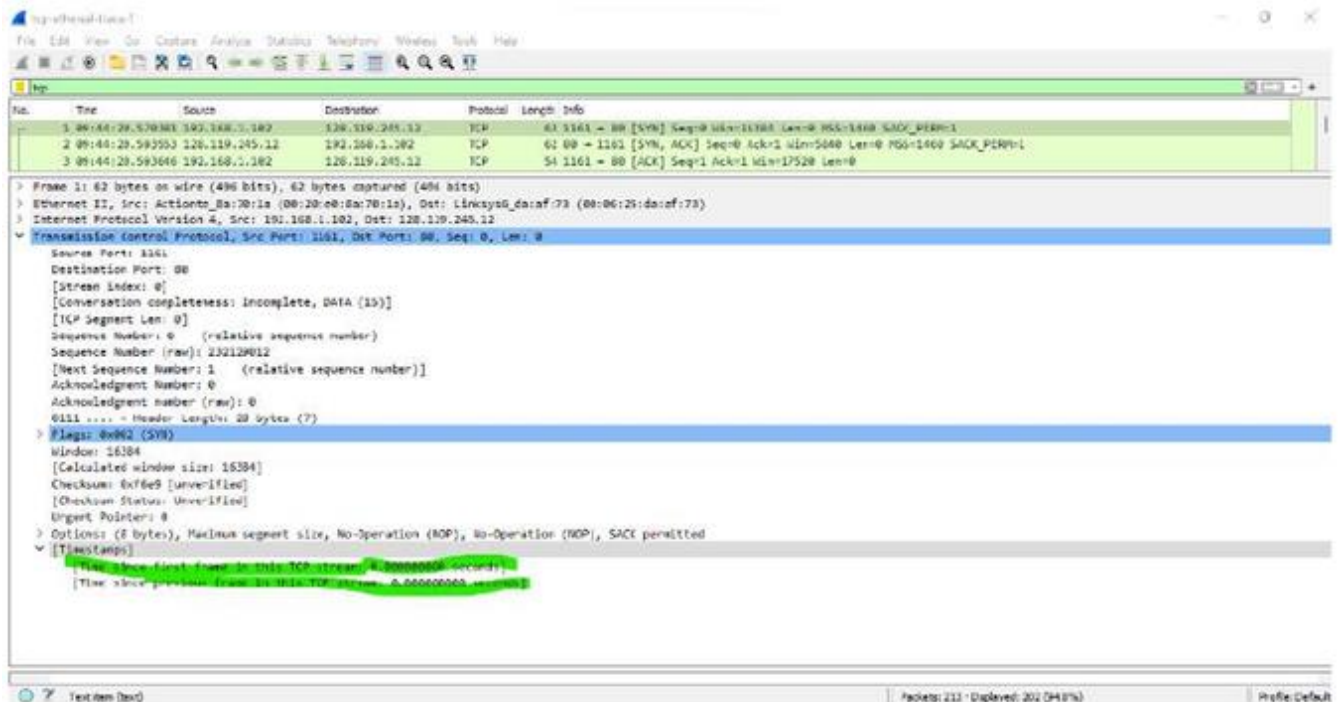 tcp-ethereal-trace-1
File Edit View Go Capture Analyze Statistics Telephony Wireless Tools Help
tcp
No. Time Source Destination Protocol Length Info
1 09:44:20.570381 192.168.1.102 128.119.245.12 TCP 62 1161 → 80 [SYN] Seq=0 Win=16384 Len=0 MSS=1460 SACK_PERM=1
2 09:44:20.593553 128.119.245.12 192.168.1.102 TCP 62 80 → 1161 [SYN, ACK] Seq=0 Ack=1 Win=5840 Len=0 MSS=1460 SACK_PERM=1
3 09:44:20.593646 192.168.1.102 128.119.245.12 TCP 54 1161 → 80 [ACK] Seq=1 Ack=1 Win=17520 Len=0
Frame 1: 62 bytes on wire (496 bits), 62 bytes captured (496 bits)
Ethernet II, Src: Actionte_8a:70:1a (00:20:e0:8a:70:1a), Dst: LinksysG_da:af:73 (00:06:25:da:af:73)
Internet Protocol Version 4, Src: 192.168.1.102, Dst: 128.119.245.12
Transmission Control Protocol, Src Port: 1161, Dst Port: 80, Seq: 0, Len: 0
Source Port: 1161
Destination Port: 80
[Stream index: 0]
[Conversation completeness: Incomplete, DATA (15)]
[TCP Segment Len: 0]
Sequence Number: 0 (relative sequence number)
Sequence Number (raw): 232129012
[Next Sequence Number: 1 (relative sequence number)]
Acknowledgment Number: 0
Acknowledgment number (raw): 0
0111 .... = Header Length: 28 bytes (7)
Flags: 0x002 (SYN)
Window: 16384
[Calculated window size: 16384]
Checksum: 0xf6e9 [unverified]
[Checksum Status: Unverified]
Urgent Pointer: 0
Options: (8 bytes), Maximum segment size, No-Operation (NOP), No-Operation (NOP), SACK permitted
[Timestamps]
[Time since first frame in this TCP stream: 0.000000000 seconds]
[Time since previous frame in this TCP stream: 0.000000000 seconds]
Text item (text)
Packets: 213 · Displayed: 202 (94.8%)
Profile: Default